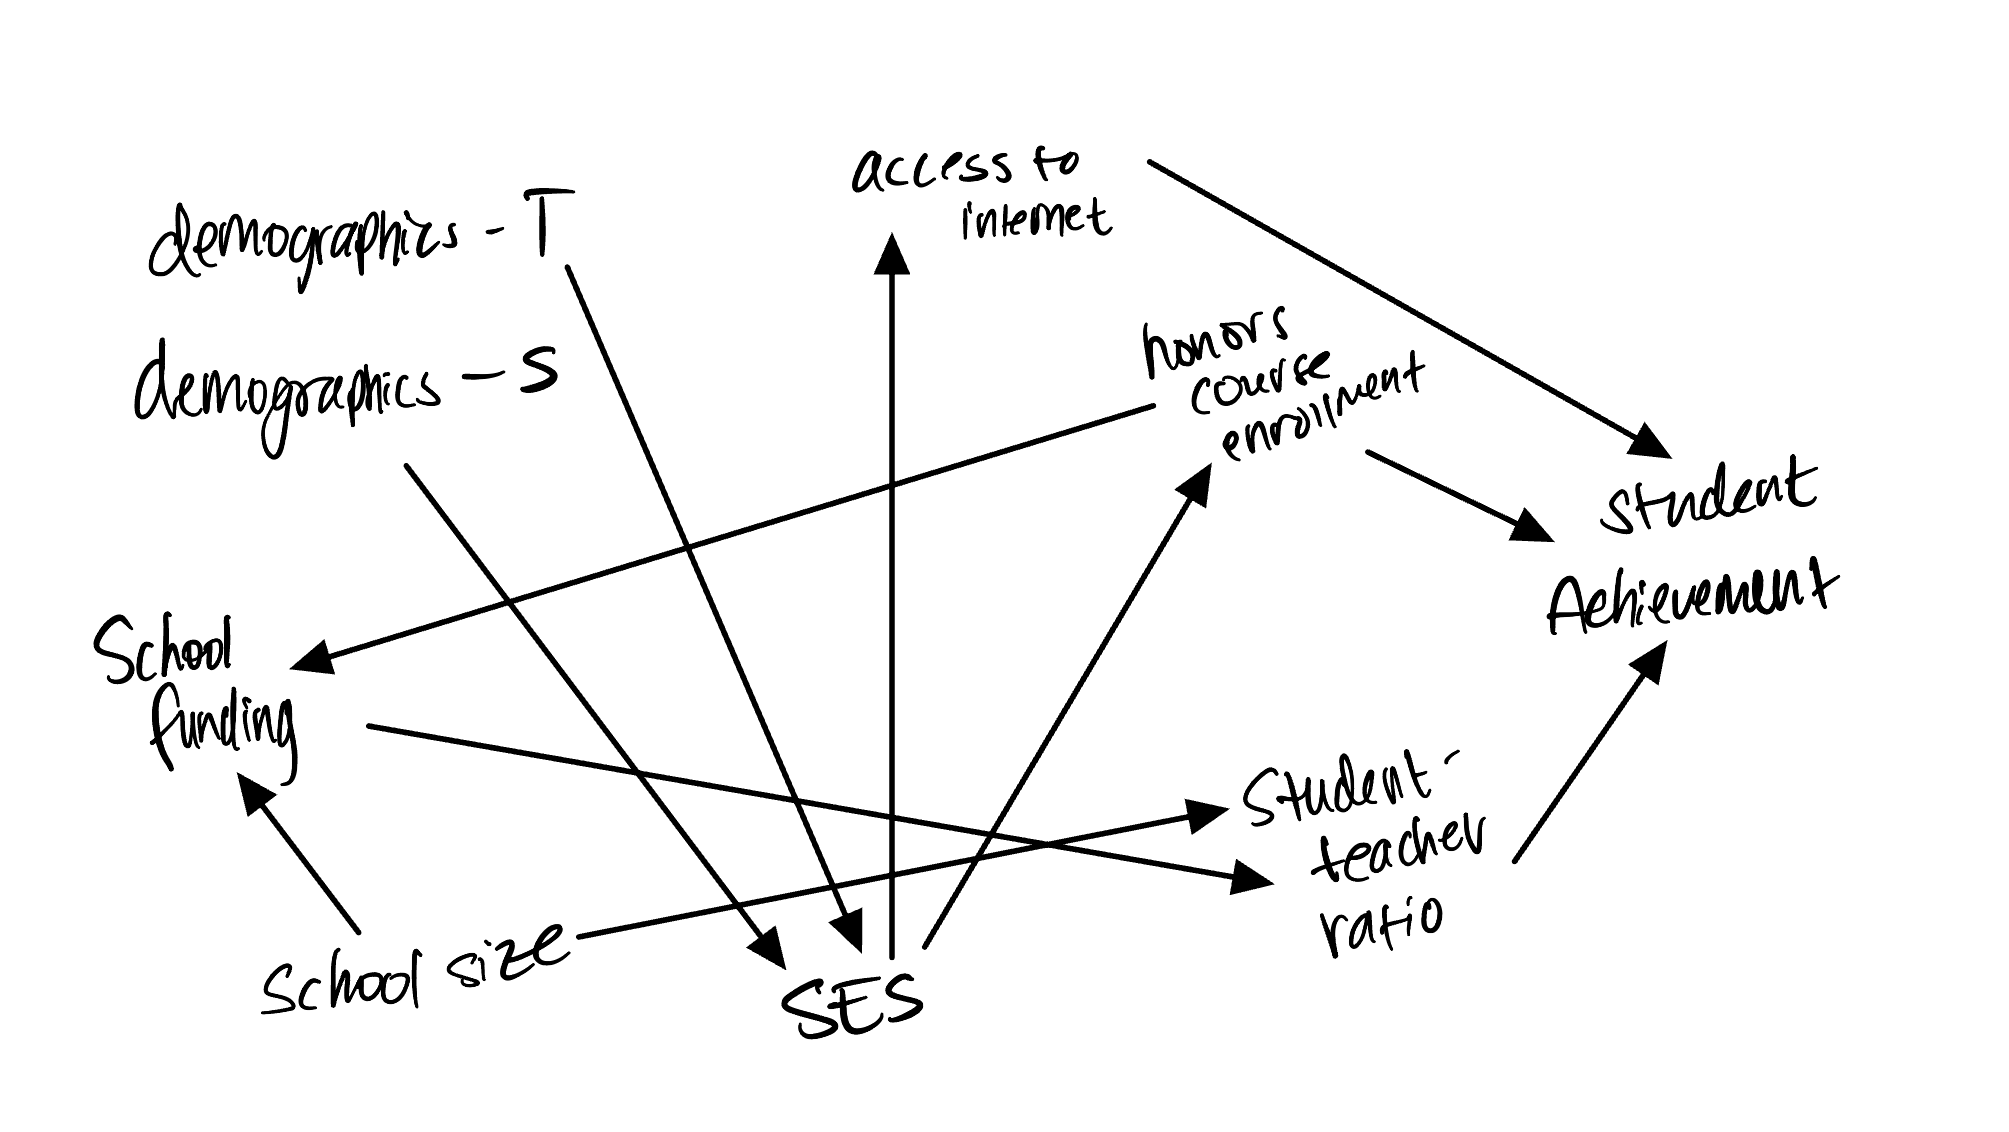 access to
internet
demographics - T
demographics - S
honors
course
enrollment
Student
Achievement
School
funding
Student-
teacher
ratio
School size
SES